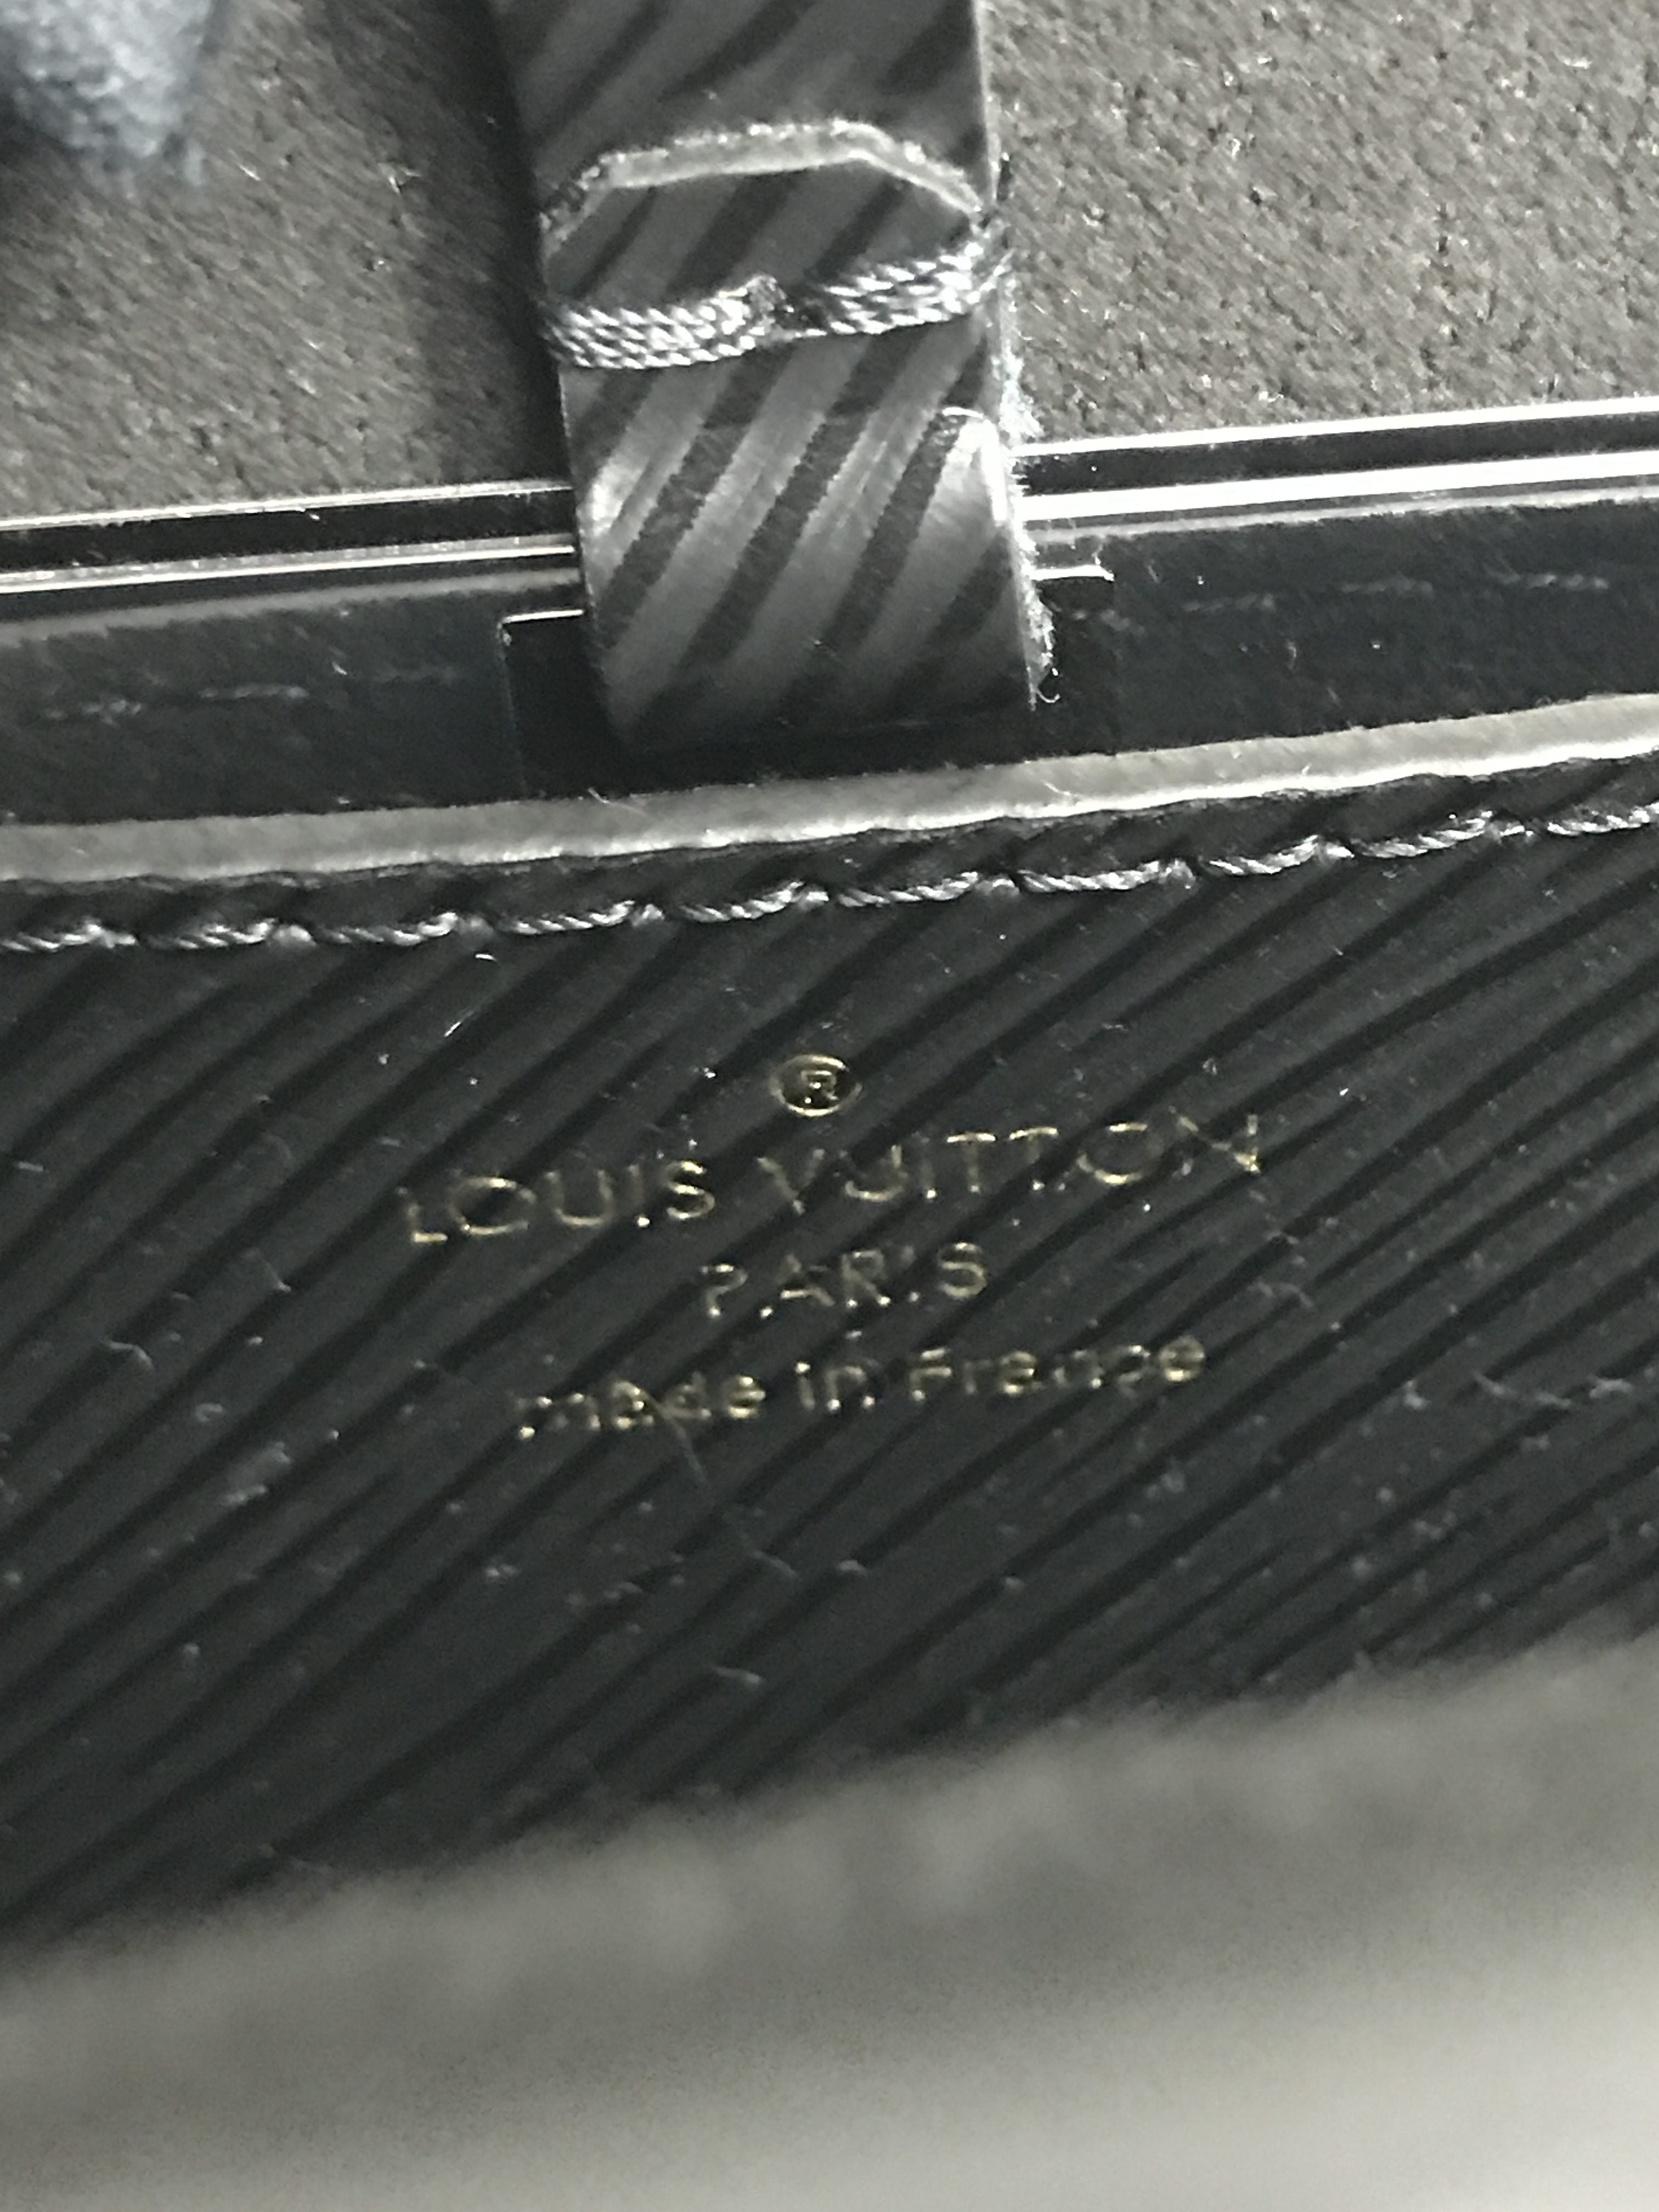 ®
LOUIS VUITTON
PARIS
made in France